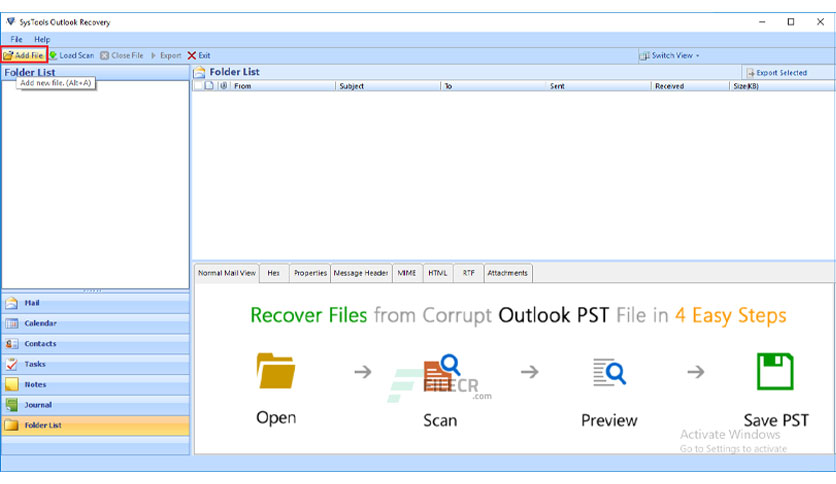 SysTools Outlook Recovery
File Help
Add File Load Scan Close File Export Exit Switch View
Folder List Folder List Export Selected
Add new file. (Alt+A)
From Subject To Sent Received Size(KB)
Normal Mail View Hex Properties Message Header MIME HTML RTF Attachments
Mail
Calendar
Contacts
Tasks
Notes
Journal
Folder List
Recover Files from Corrupt Outlook PST File in 4 Easy Steps
FILECR
.com
Open Scan Preview Save PST
Activate Windows
Go to Settings to activate